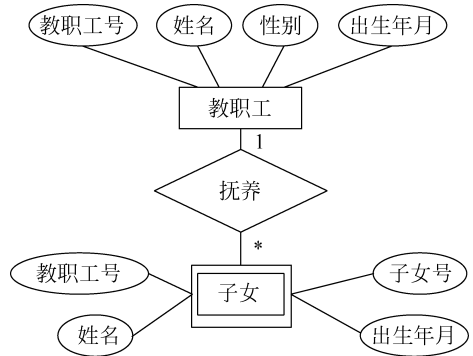 教职工号 姓名 性别 出生年月
教职工
1
抚养
*
教职工号 子女号
子女
姓名 出生年月